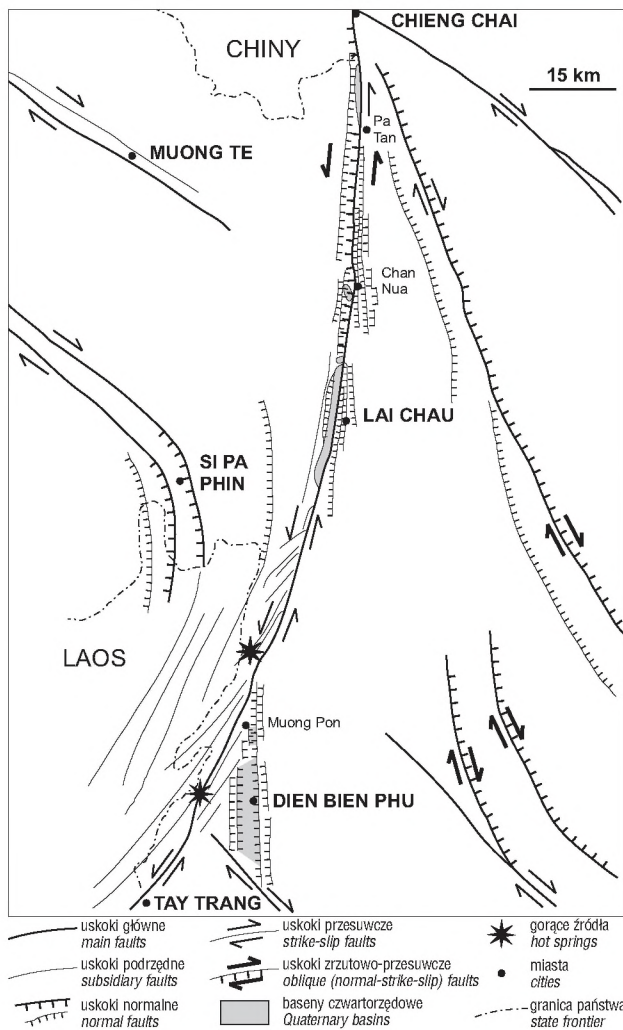 CHIENG CHAI
CHINY
15 km
Pa
Tan
MUONG TE
Chan
Nua
LAI CHAU
SI PA
PHIN
LAOS
Muong Pon
DIEN BIEN PHU
TAY TRANG
uskoki główne
main faults
uskoki przesuwcze
strike-slip faults
gorące źródła
hot springs
uskoki podrzędne
subsidiary faults
uskoki zrzutowo-przesuwcze
oblique (normal-strike-slip) faults
miasta
cities
uskoki normalne
normal faults
baseny czwartorzędowe
Quaternary basins
granica państwa
state frontier